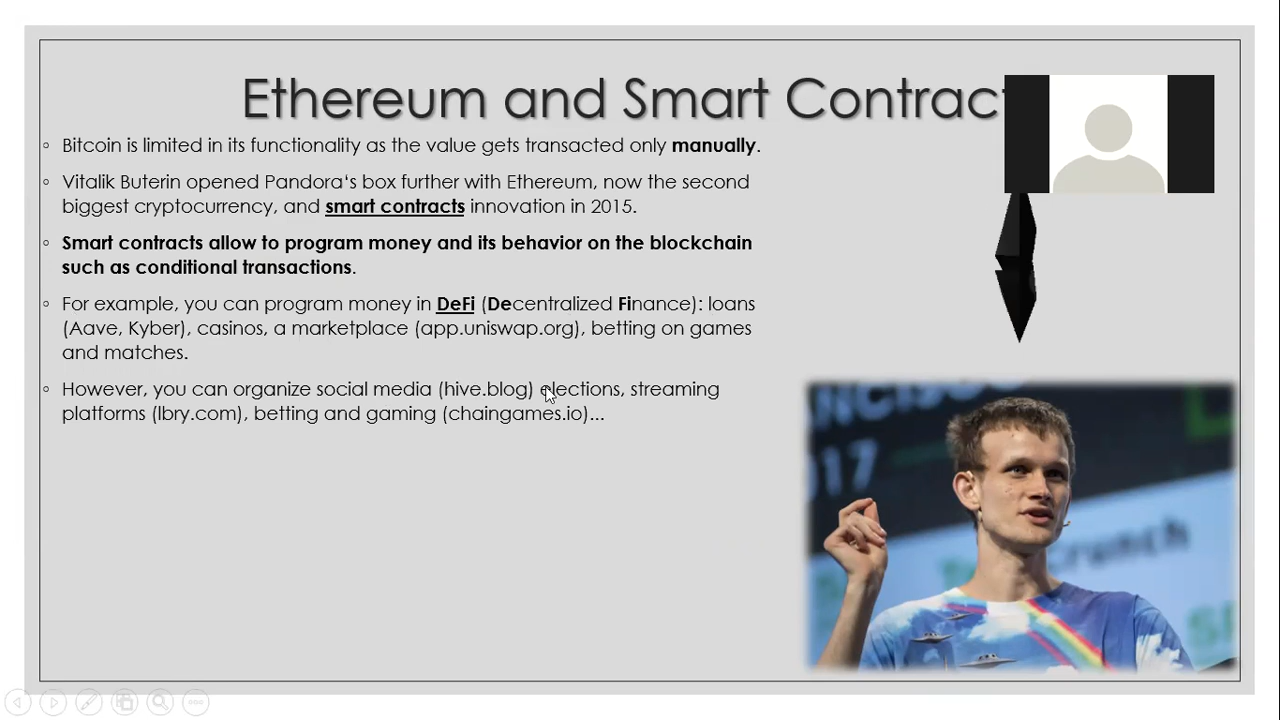 Ethereum and Smart Contrac
◦ Bitcoin is limited in its functionality as the value gets transacted only manually.
◦ Vitalik Buterin opened Pandora‘s box further with Ethereum, now the second
biggest cryptocurrency, and smart contracts innovation in 2015.
◦ Smart contracts allow to program money and its behavior on the blockchain
such as conditional transactions.
◦ For example, you can program money in DeFi (Decentralized Finance): loans
(Aave, Kyber), casinos, a marketplace (app.uniswap.org), betting on games
and matches.
◦ However, you can organize social media (hive.blog) elections, streaming
platforms (lbry.com), betting and gaming (chaingames.io)...
ANCISCO
017
Crunch